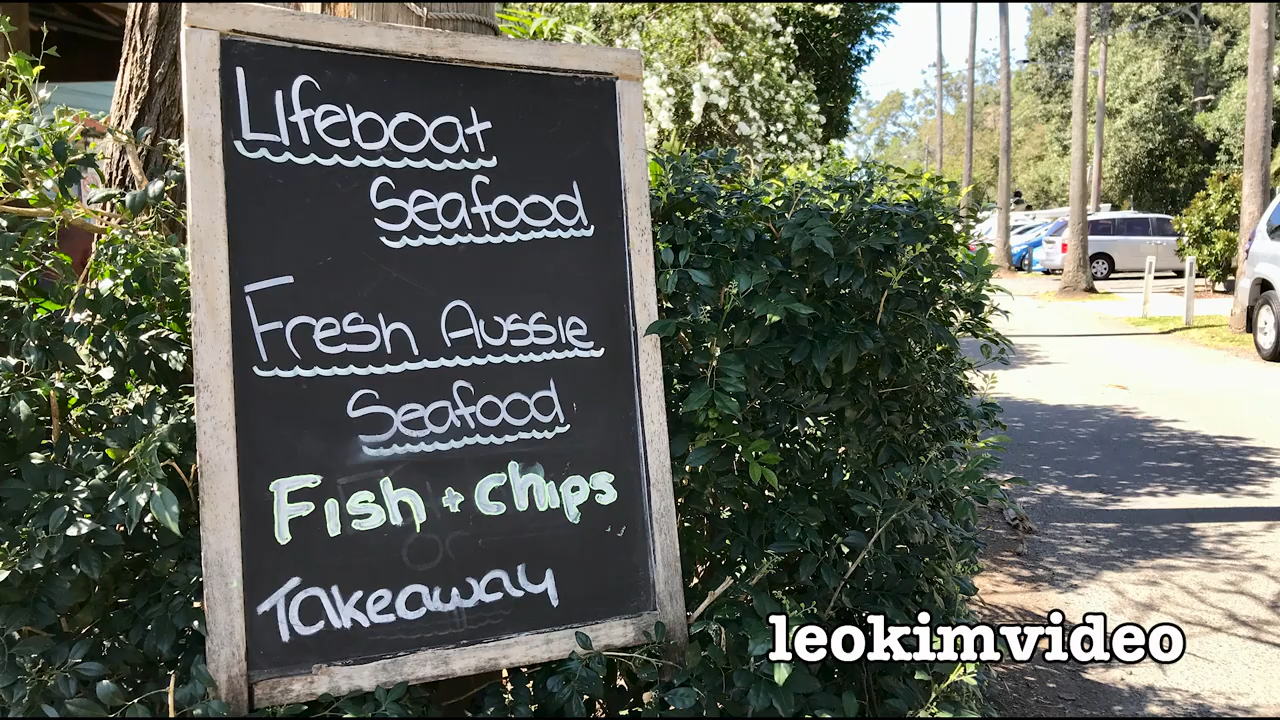 Lifeboat
Seafood
Fresh Aussie
Seafood
Fish + Chips
Takeaway
leokimvideo